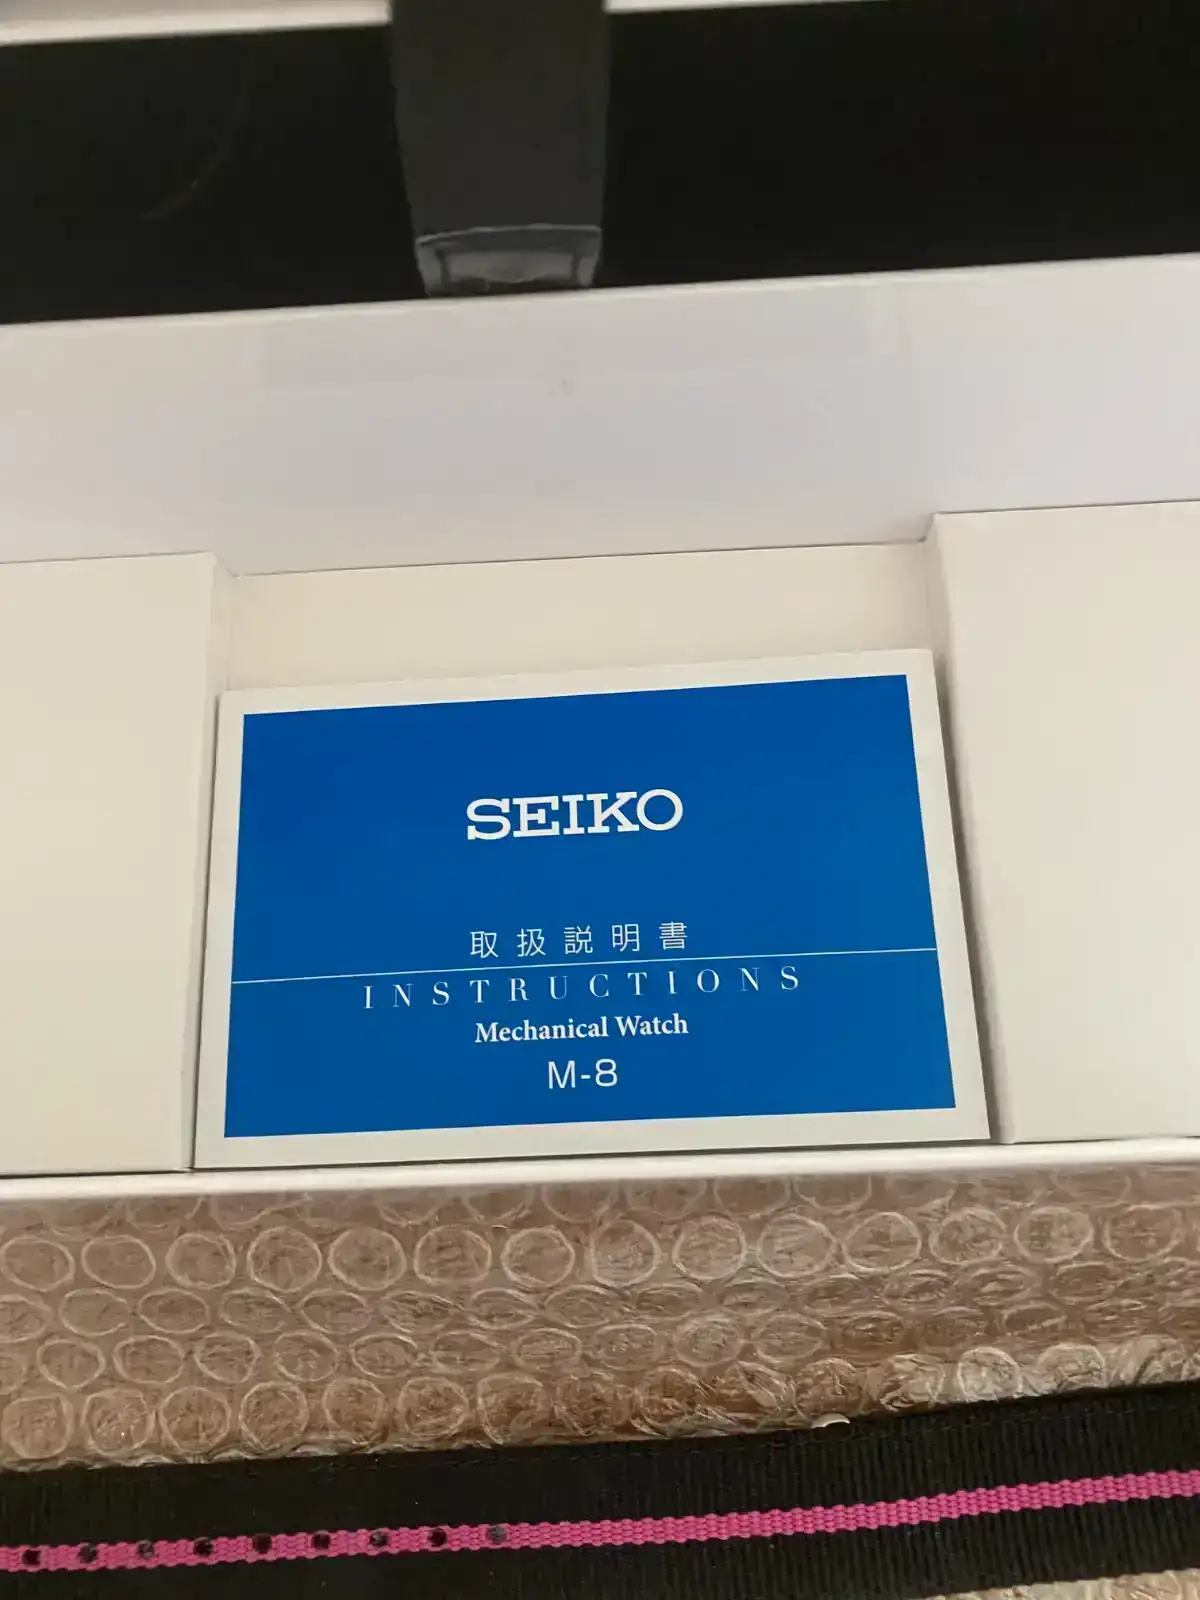 SEIKO
取扱説明書
INSTRUCTIONS
Mechanical Watch
M-8